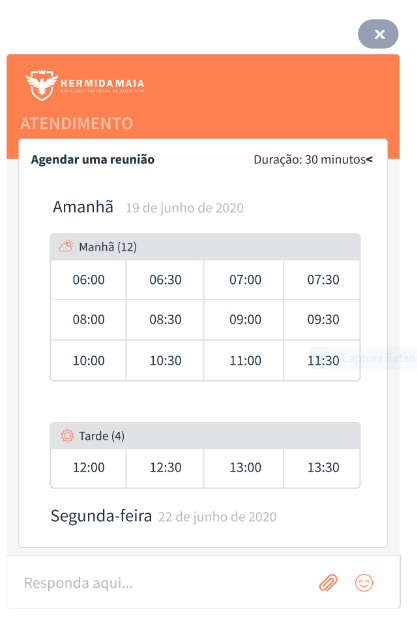 x
HERMIDA MAIA
ATENDIMENTO
Agendar uma reunião Duração: 30 minutos<
Amanhã 19 de junho de 2020
Manhã (12)
06:00 06:30 07:00 07:30
08:00 08:30 09:00 09:30
10:00 10:30 11:00 11:30
Captura Retan
Tarde (4)
12:00 12:30 13:00 13:30
Segunda-feira 22 de junho de 2020
Responda aqui...